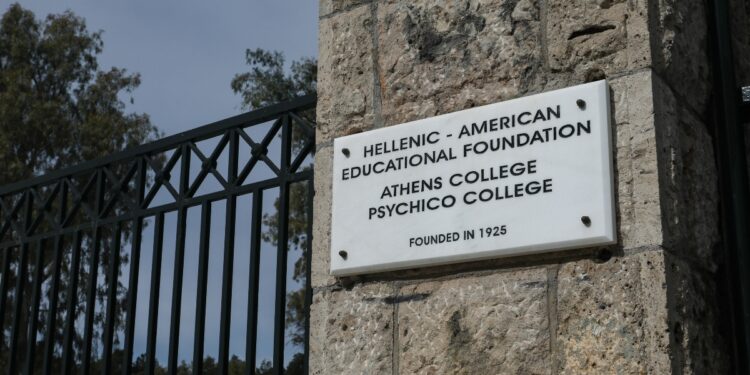 HELLENIC - AMERICAN
EDUCATIONAL FOUNDATION
ATHENS COLLEGE
PSYCHICO COLLEGE
FOUNDED IN 1925